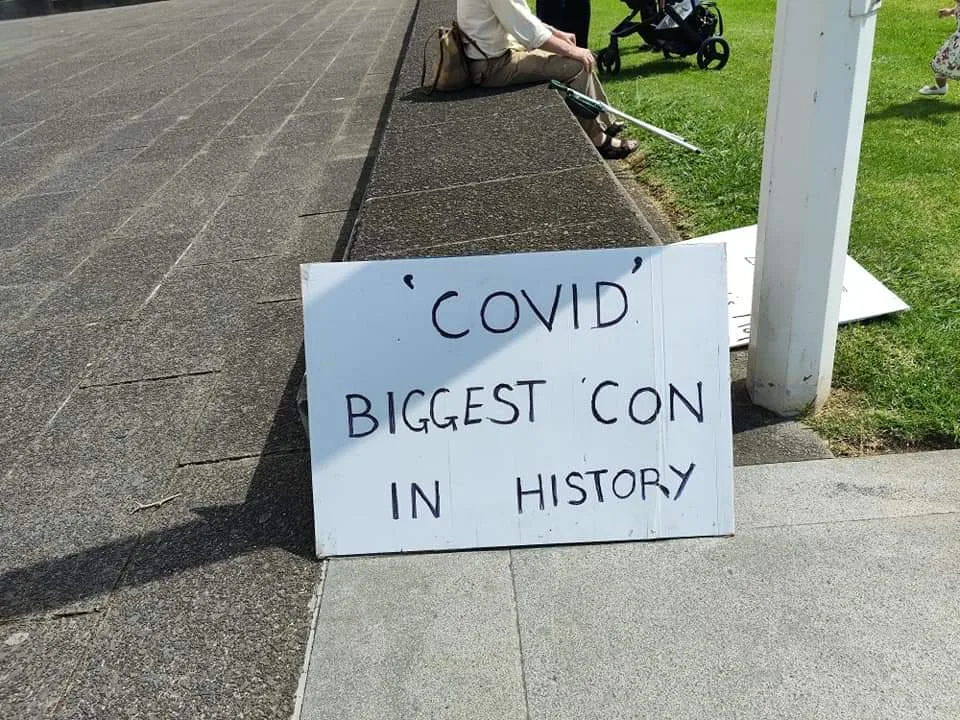 'COVID'
BIGGEST 'CON
IN HISTORY